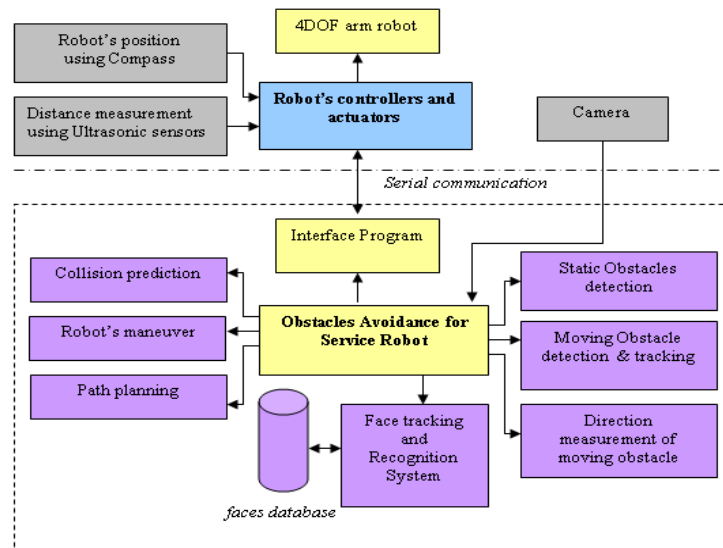 4DOF arm robot
Robot's position
using Compass
Robot's controllers and
actuators
Distance measurement
using Ultrasonic sensors
Camera
Serial communication
Interface Program
Collision prediction
Static Obstacles
detection
Obstacles Avoidance for
Service Robot
Robot's maneuver
Moving Obstacle
detection & tracking
Path planning
Face tracking
and
Recognition
System
Direction
measurement of
moving obstacle
faces database